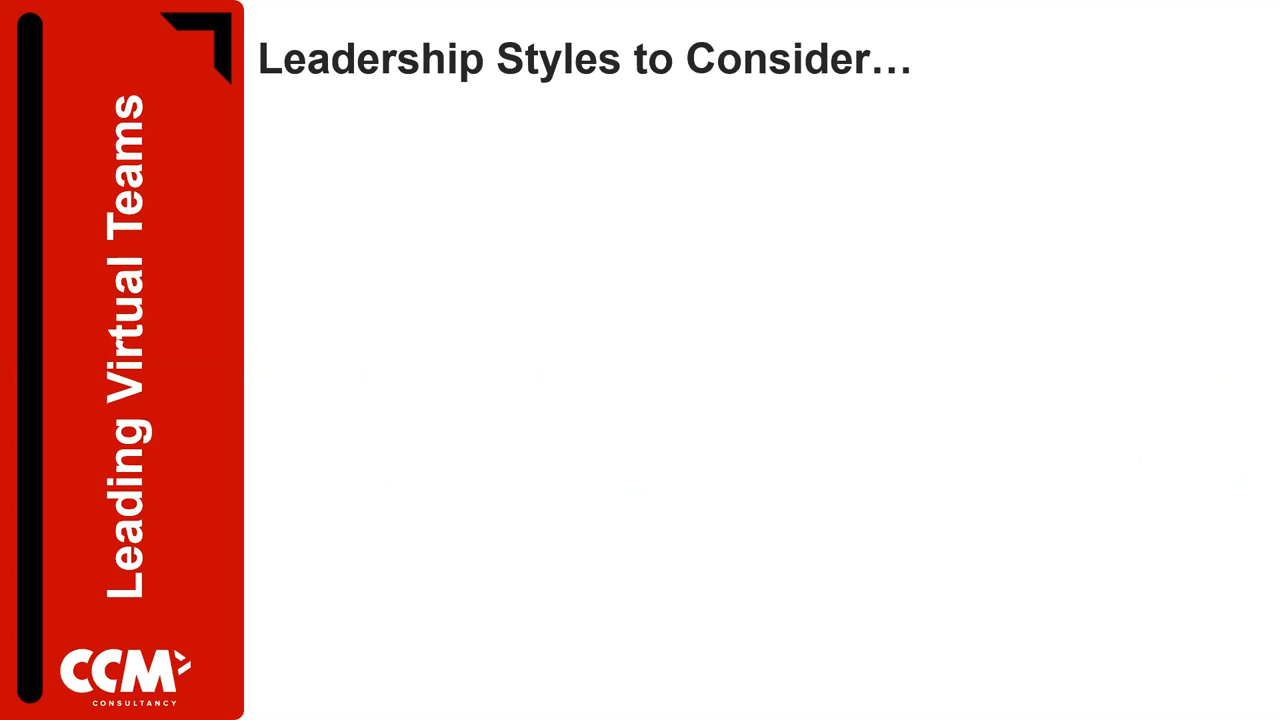 Leadership Styles to Consider…
Leading Virtual Teams
CCM
CONSULTANCY